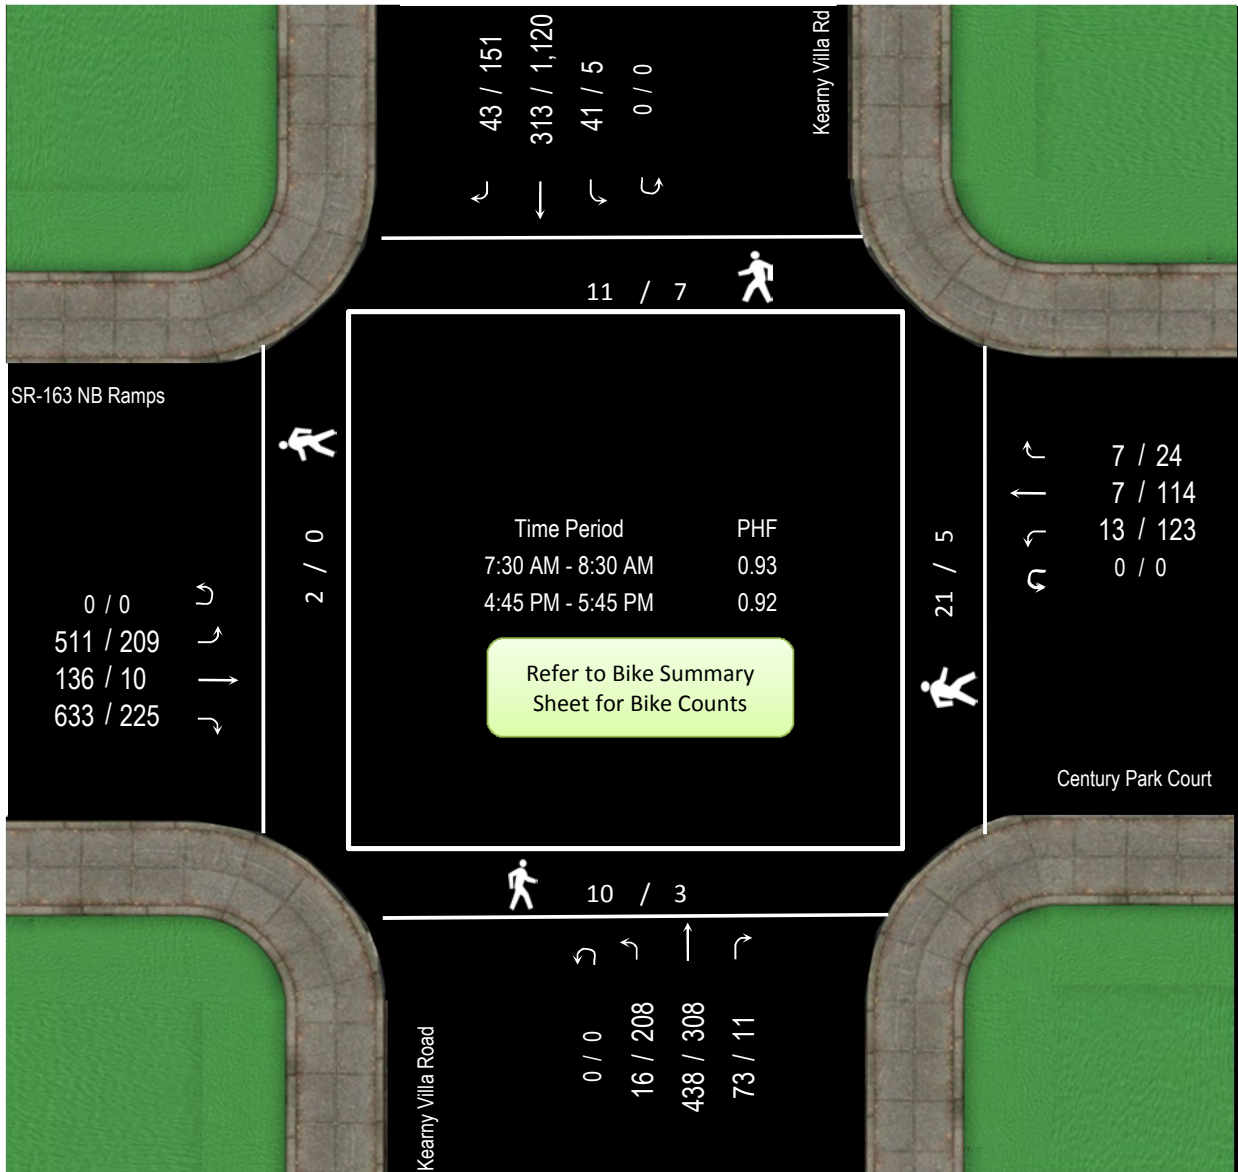 43 / 151
313 / 1,120
41 / 5
0 / 0
Kearny Villa Rd
11 / 7
SR-163 NB Ramps
2 / 0
0 / 0
511 / 209
136 / 10
633 / 225
Time Period PHF
7:30 AM - 8:30 AM 0.93
4:45 PM - 5:45 PM 0.92
Refer to Bike Summary
Sheet for Bike Counts
21 / 5
7 / 24
7 / 114
13 / 123
0 / 0
Century Park Court
10 / 3
Kearny Villa Road
0 / 0
16 / 208
438 / 308
73 / 11